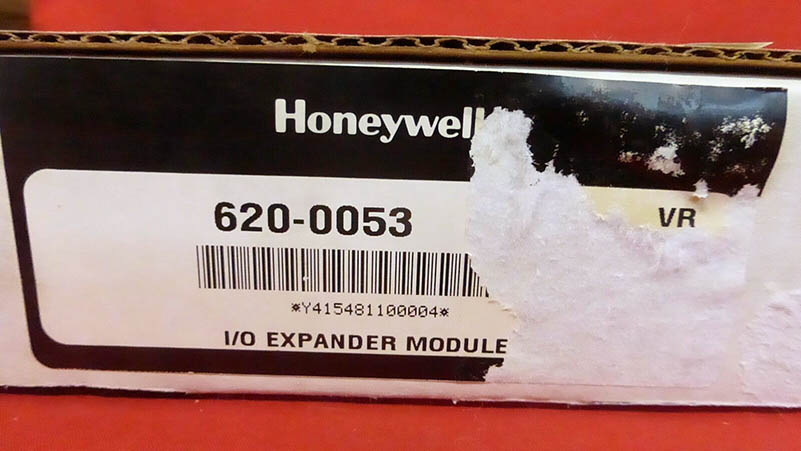 Honeywell
620-0053 VR
*Y415481100004*
I/O EXPANDER MODULE